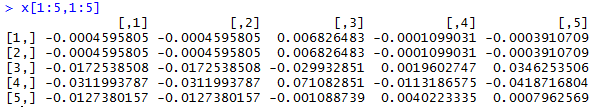 > x[1:5,1:5]
[,1] [,2] [,3] [,4] [,5]
[1,] -0.0004595805 -0.0004595805 0.006826483 -0.0001099031 -0.0003910709
[2,] -0.0004595805 -0.0004595805 0.006826483 -0.0001099031 -0.0003910709
[3,] -0.0172538508 -0.0172538508 -0.029932851 0.0019602747 0.0346253506
[4,] -0.0311993787 -0.0311993787 0.071082851 -0.0113186575 -0.0418716804
[5,] -0.0127380157 -0.0127380157 -0.001088739 0.0040223335 0.0007962569